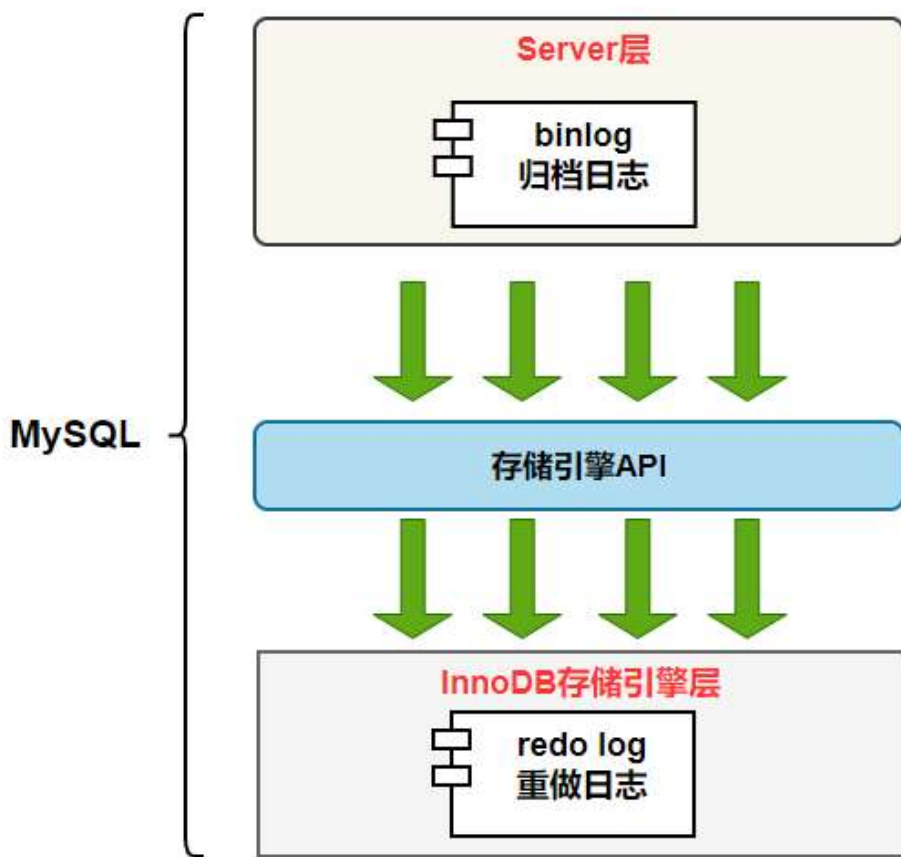 Server层
binlog
归档日志
MySQL
存储引擎API
InnoDB存储引擎层
redo log
重做日志